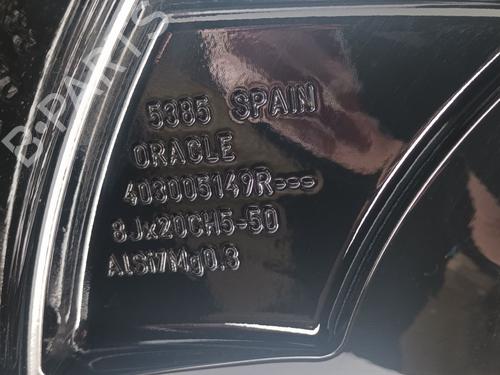 5385 SPAIN
ORACLE
403005149R---
8Jx20CH5-50
AlSi7Mg0.3
B-PARTS